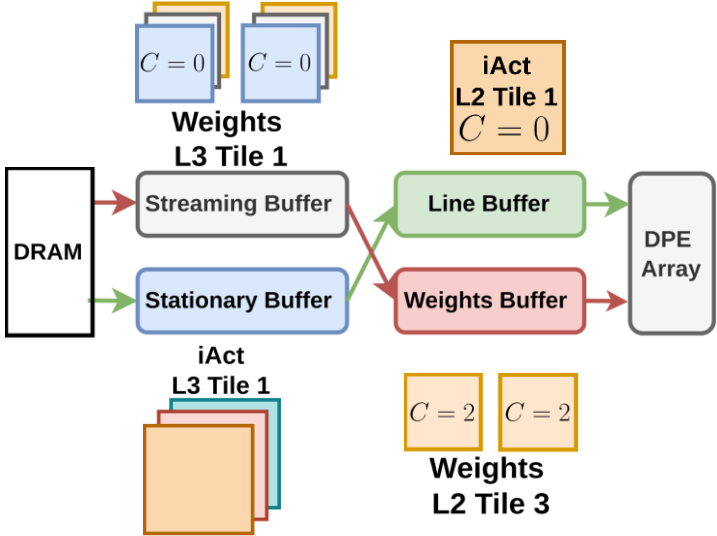 C = 0
C = 0
Weights
L3 Tile 1
iAct
L2 Tile 1
C = 0
DRAM
Streaming Buffer
Line Buffer
DPE
Array
Stationary Buffer
Weights Buffer
iAct
L3 Tile 1
C = 2
C = 2
Weights
L2 Tile 3